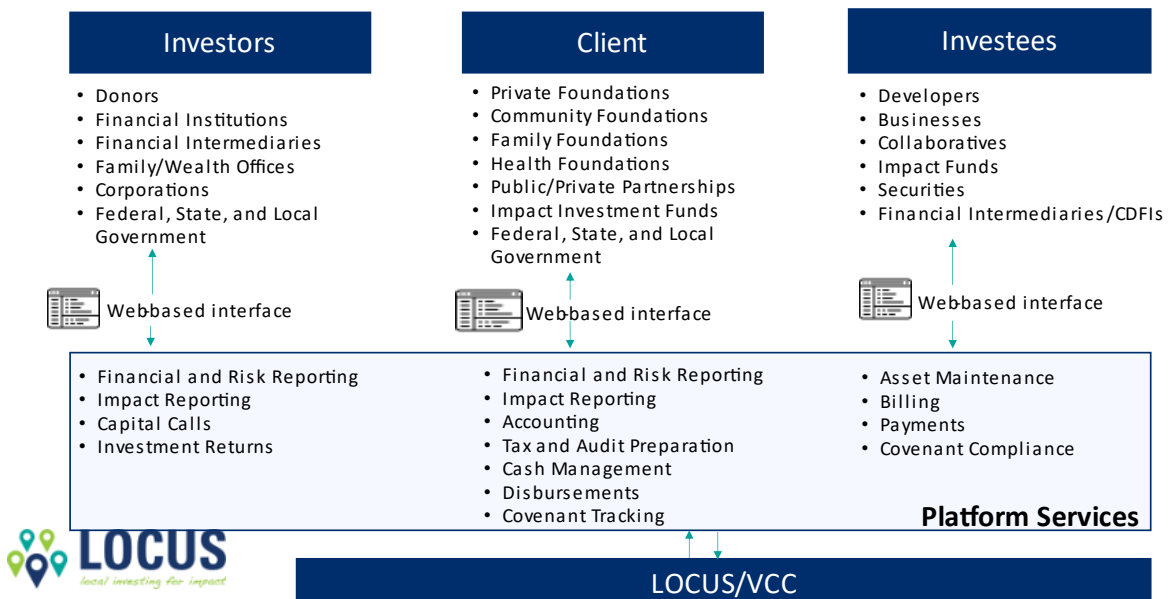 Investors
• Donors
• Financial Institutions
• Financial Intermediaries
• Family/Wealth Offices
• Corporations
• Federal, State, and Local
Government
Web-based interface
Client
• Private Foundations
• Community Foundations
• Family Foundations
• Health Foundations
• Public/Private Partnerships
• Impact Investment Funds
• Federal, State, and Local
Government
Web-based interface
Investees
• Developers
• Businesses
• Collaboratives
• Impact Funds
• Securities
• Financial Intermediaries/CDFIs
Web-based interface
• Financial and Risk Reporting
• Impact Reporting
• Capital Calls
• Investment Returns
• Financial and Risk Reporting
• Impact Reporting
• Accounting
• Tax and Audit Preparation
• Cash Management
• Disbursements
• Covenant Tracking
• Asset Maintenance
• Billing
• Payments
• Covenant Compliance
Platform Services
LOCUS
local investing for impact
LOCUS/VCC